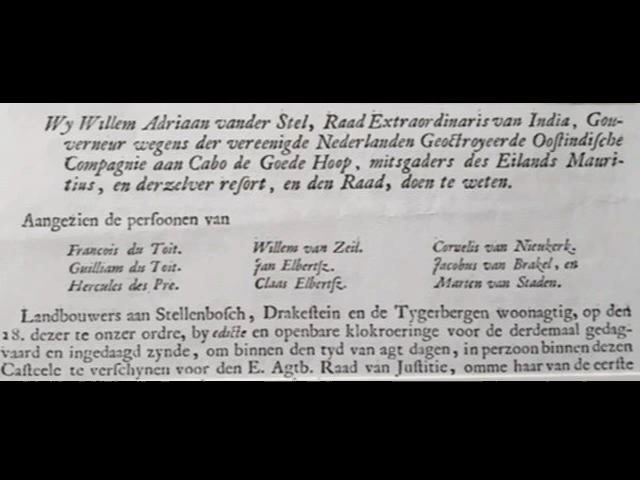 Wy Willem Adriaan vander Stel, Raad Extraordinaris van India, Gou-
verneur wegens der vereenigde Nederlanden Geoctroyeerde Oostindische
Compagnie aan Cabo de Goede Hoop, mitsgaders des Eilands Mauri-
tius, en derzelver resort, en den Raad, doen te weten.
Aangezien de persoonen van
Francois du Toit. Willem van Zeil. Cornelis van Nieukerk.
Guilliam du Toit. Jan Elbertsz. Jacobus van Brakel, en
Hercules des Pre. Claas Elbertsz. Marten van Staden.
Landbouwers aan Stellenbosch, Drakestein en de Tygerbergen woonagtig, op den
28. dezer te onzer ordre, by edicte en openbare klokroeringe voor de derdemaal gedag-
vaard en ingedaagd zynde, om binnen den tyd van agt dagen, in perzoon binnen dezen
Casteele te verschynen voor den E. Agtb. Raad van Justitie, omme haar van de eerste